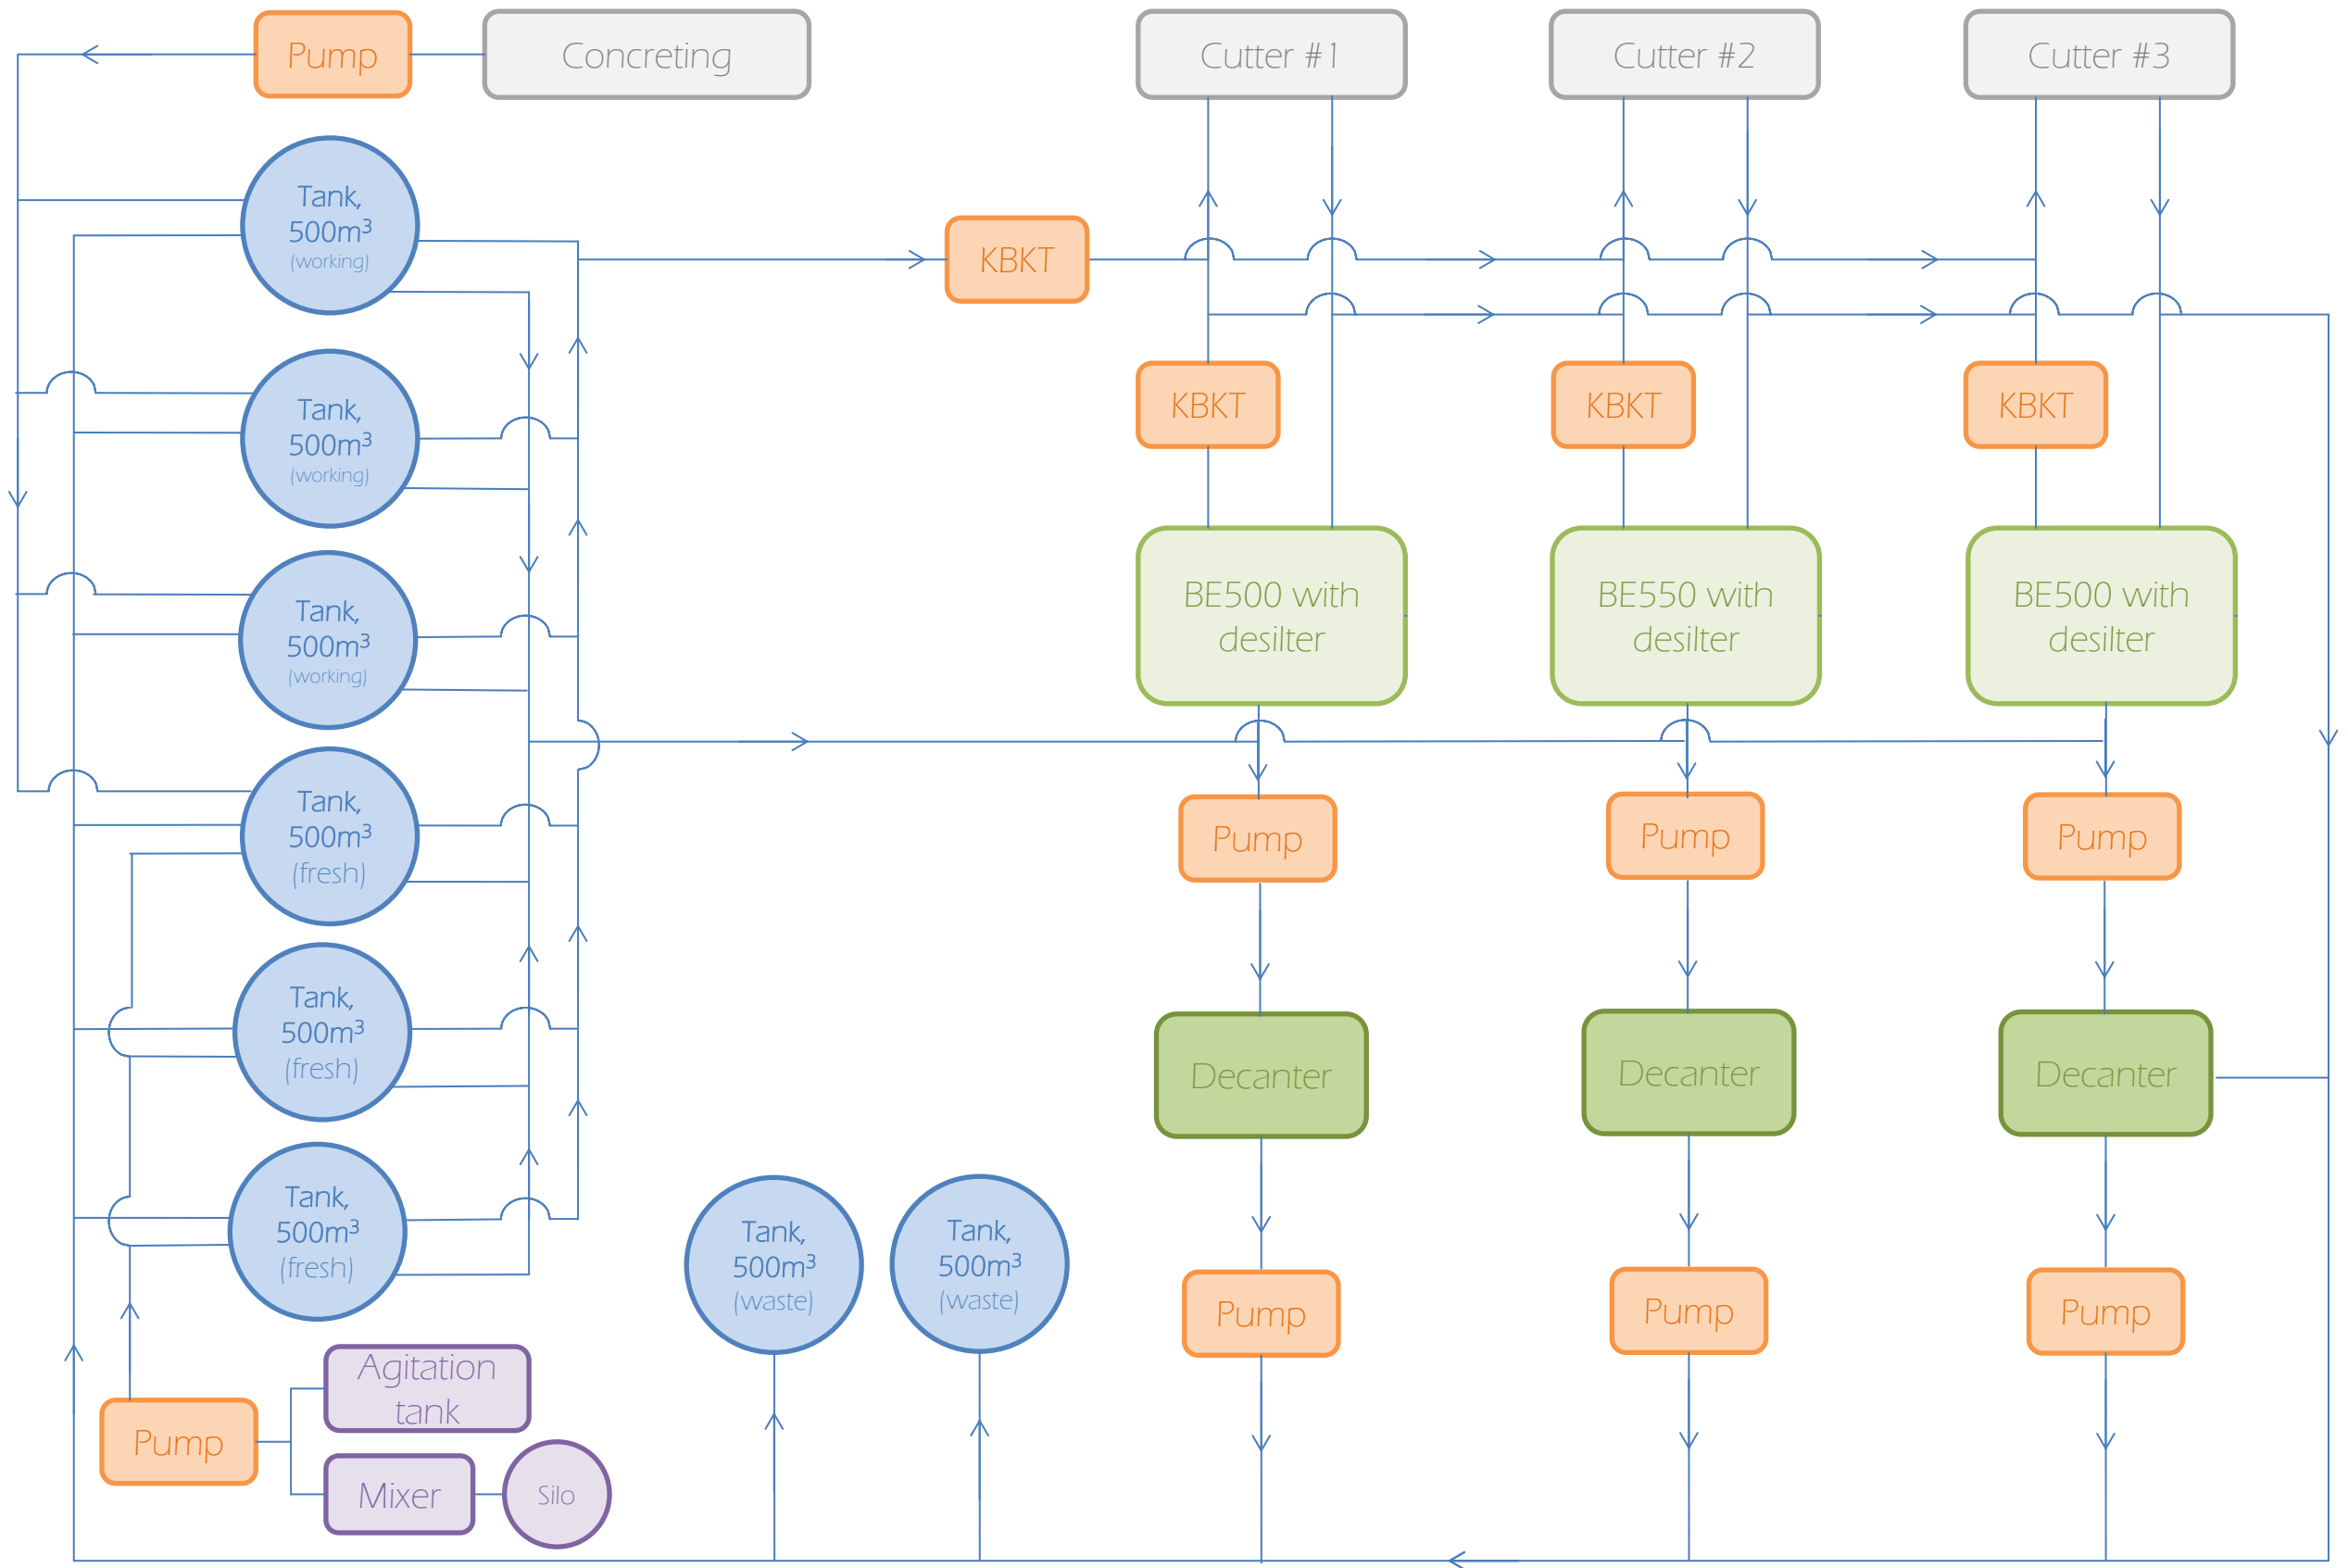 Pump
Concreting
Cutter #1
Cutter #2
Cutter #3
Tank,
500m³
(working)
KBKT
Tank,
500m³
(working)
KBKT
KBKT
KBKT
Tank,
500m³
(working)
BE500 with
desilter
BE550 with
desilter
BE500 with
desilter
Tank,
500m³
(fresh)
Pump
Pump
Pump
Tank,
500m³
(fresh)
Decanter
Decanter
Decanter
Tank,
500m³
(fresh)
Tank,
500m³
(waste)
Tank,
500m³
(waste)
Pump
Pump
Pump
Agitation
tank
Pump
Mixer
Silo